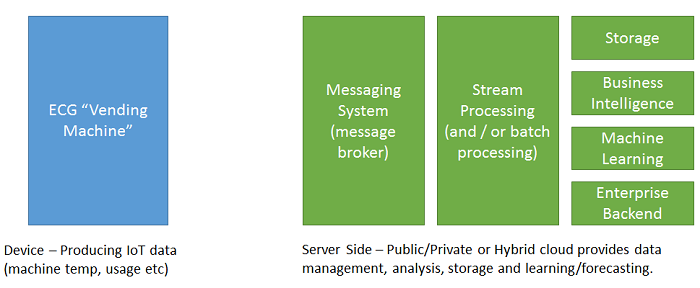 ECG “Vending
Machine”
Messaging
System
(message
broker)
Stream
Processing
(and / or batch
processing)
Storage
Business
Intelligence
Machine
Learning
Enterprise
Backend
Device – Producing IoT data
(machine temp, usage etc)
Server Side – Public/Private or Hybrid cloud provides data
management, analysis, storage and learning/forecasting.